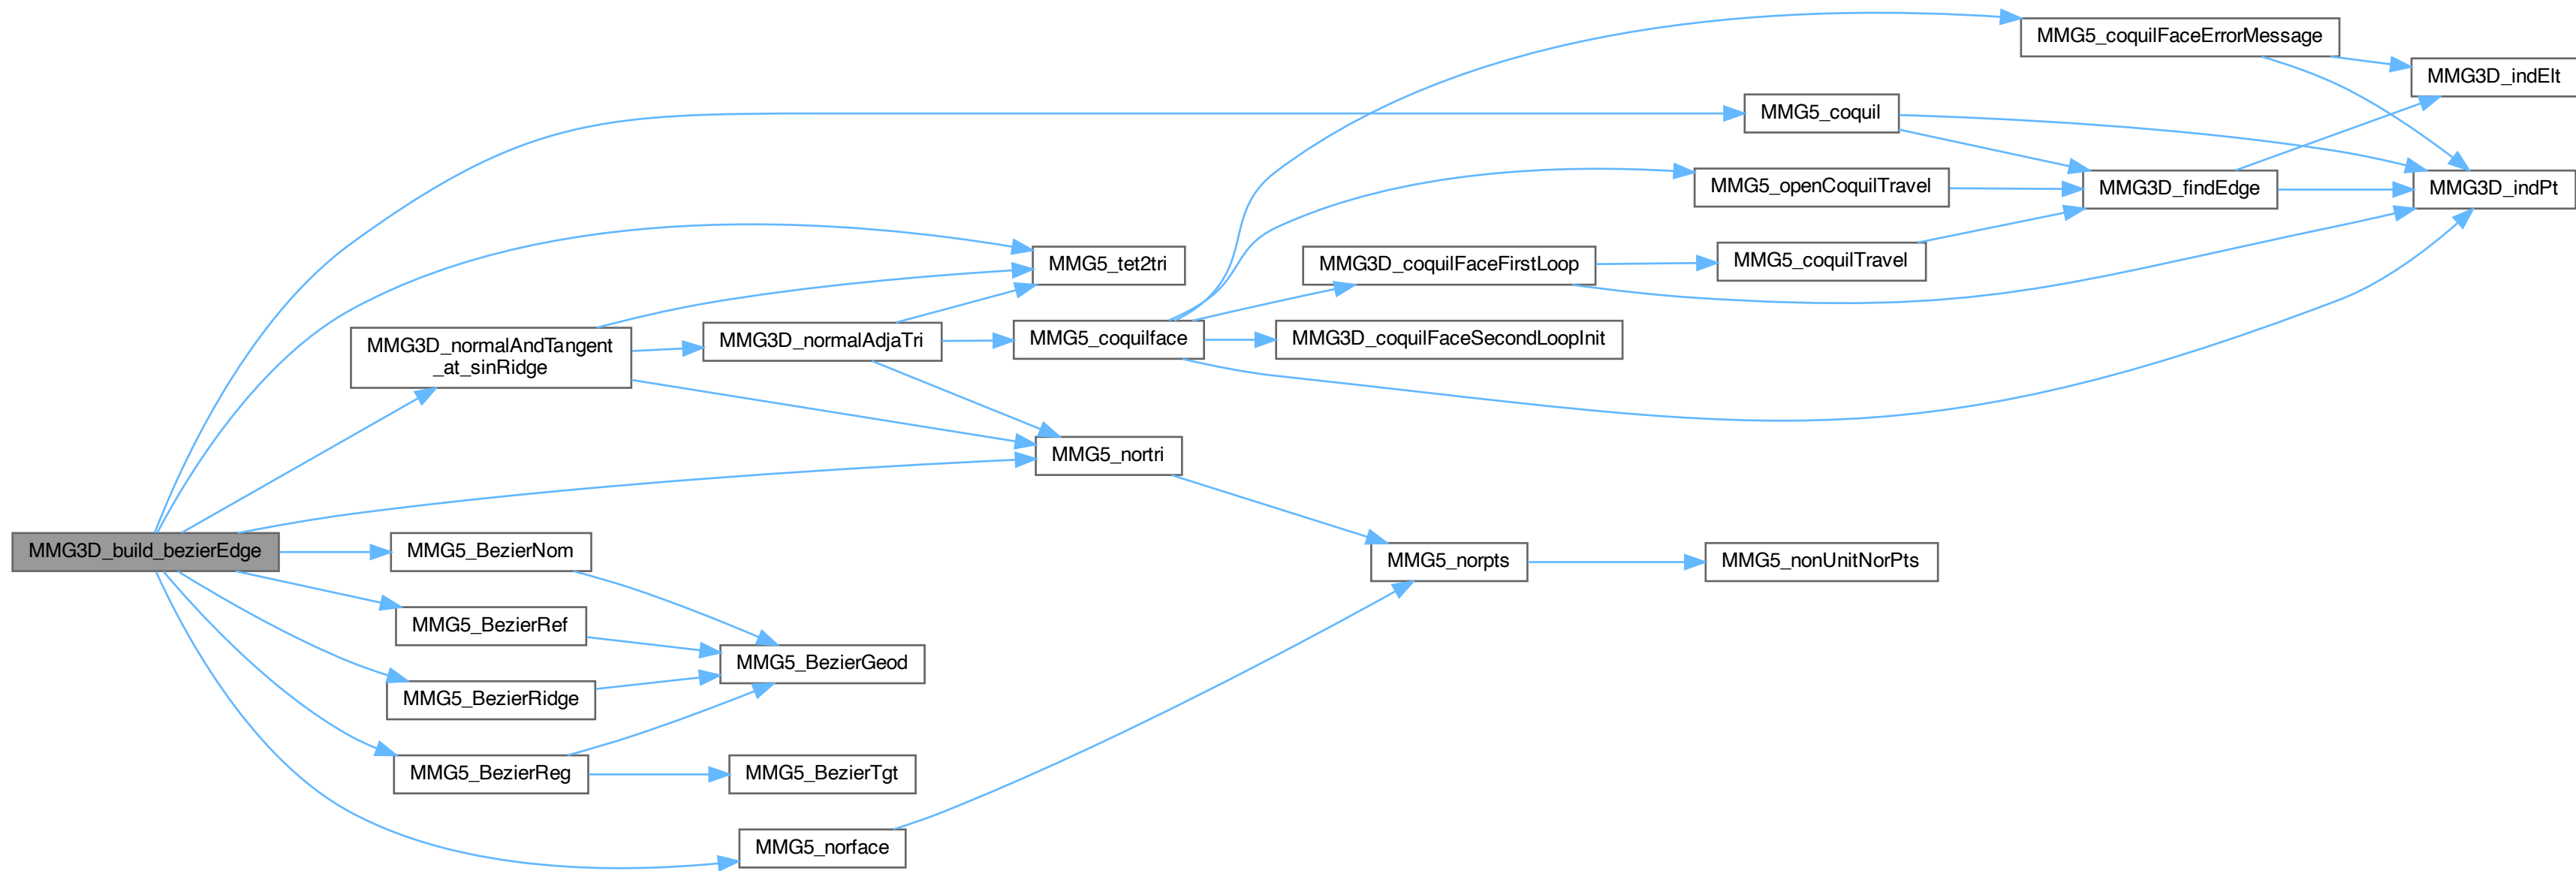 MMG5_coquilFaceErrorMessage
MMG3D_indElt
MMG5_coquil
MMG5_openCoquilTravel
MMG3D_findEdge
MMG3D_indPt
MMG5_tet2tri
MMG3D_coquilFaceFirstLoop
MMG5_coquilTravel
MMG3D_normalAndTangent
_at_sinRidge
MMG3D_normalAdjaTri
MMG5_coquilface
MMG3D_coquilFaceSecondLoopInit
MMG5_nortri
MMG3D_build_bezierEdge
MMG5_BezierNom
MMG5_norpts
MMG5_nonUnitNorPts
MMG5_BezierRef
MMG5_BezierGeod
MMG5_BezierRidge
MMG5_BezierReg
MMG5_BezierTgt
MMG5_norface